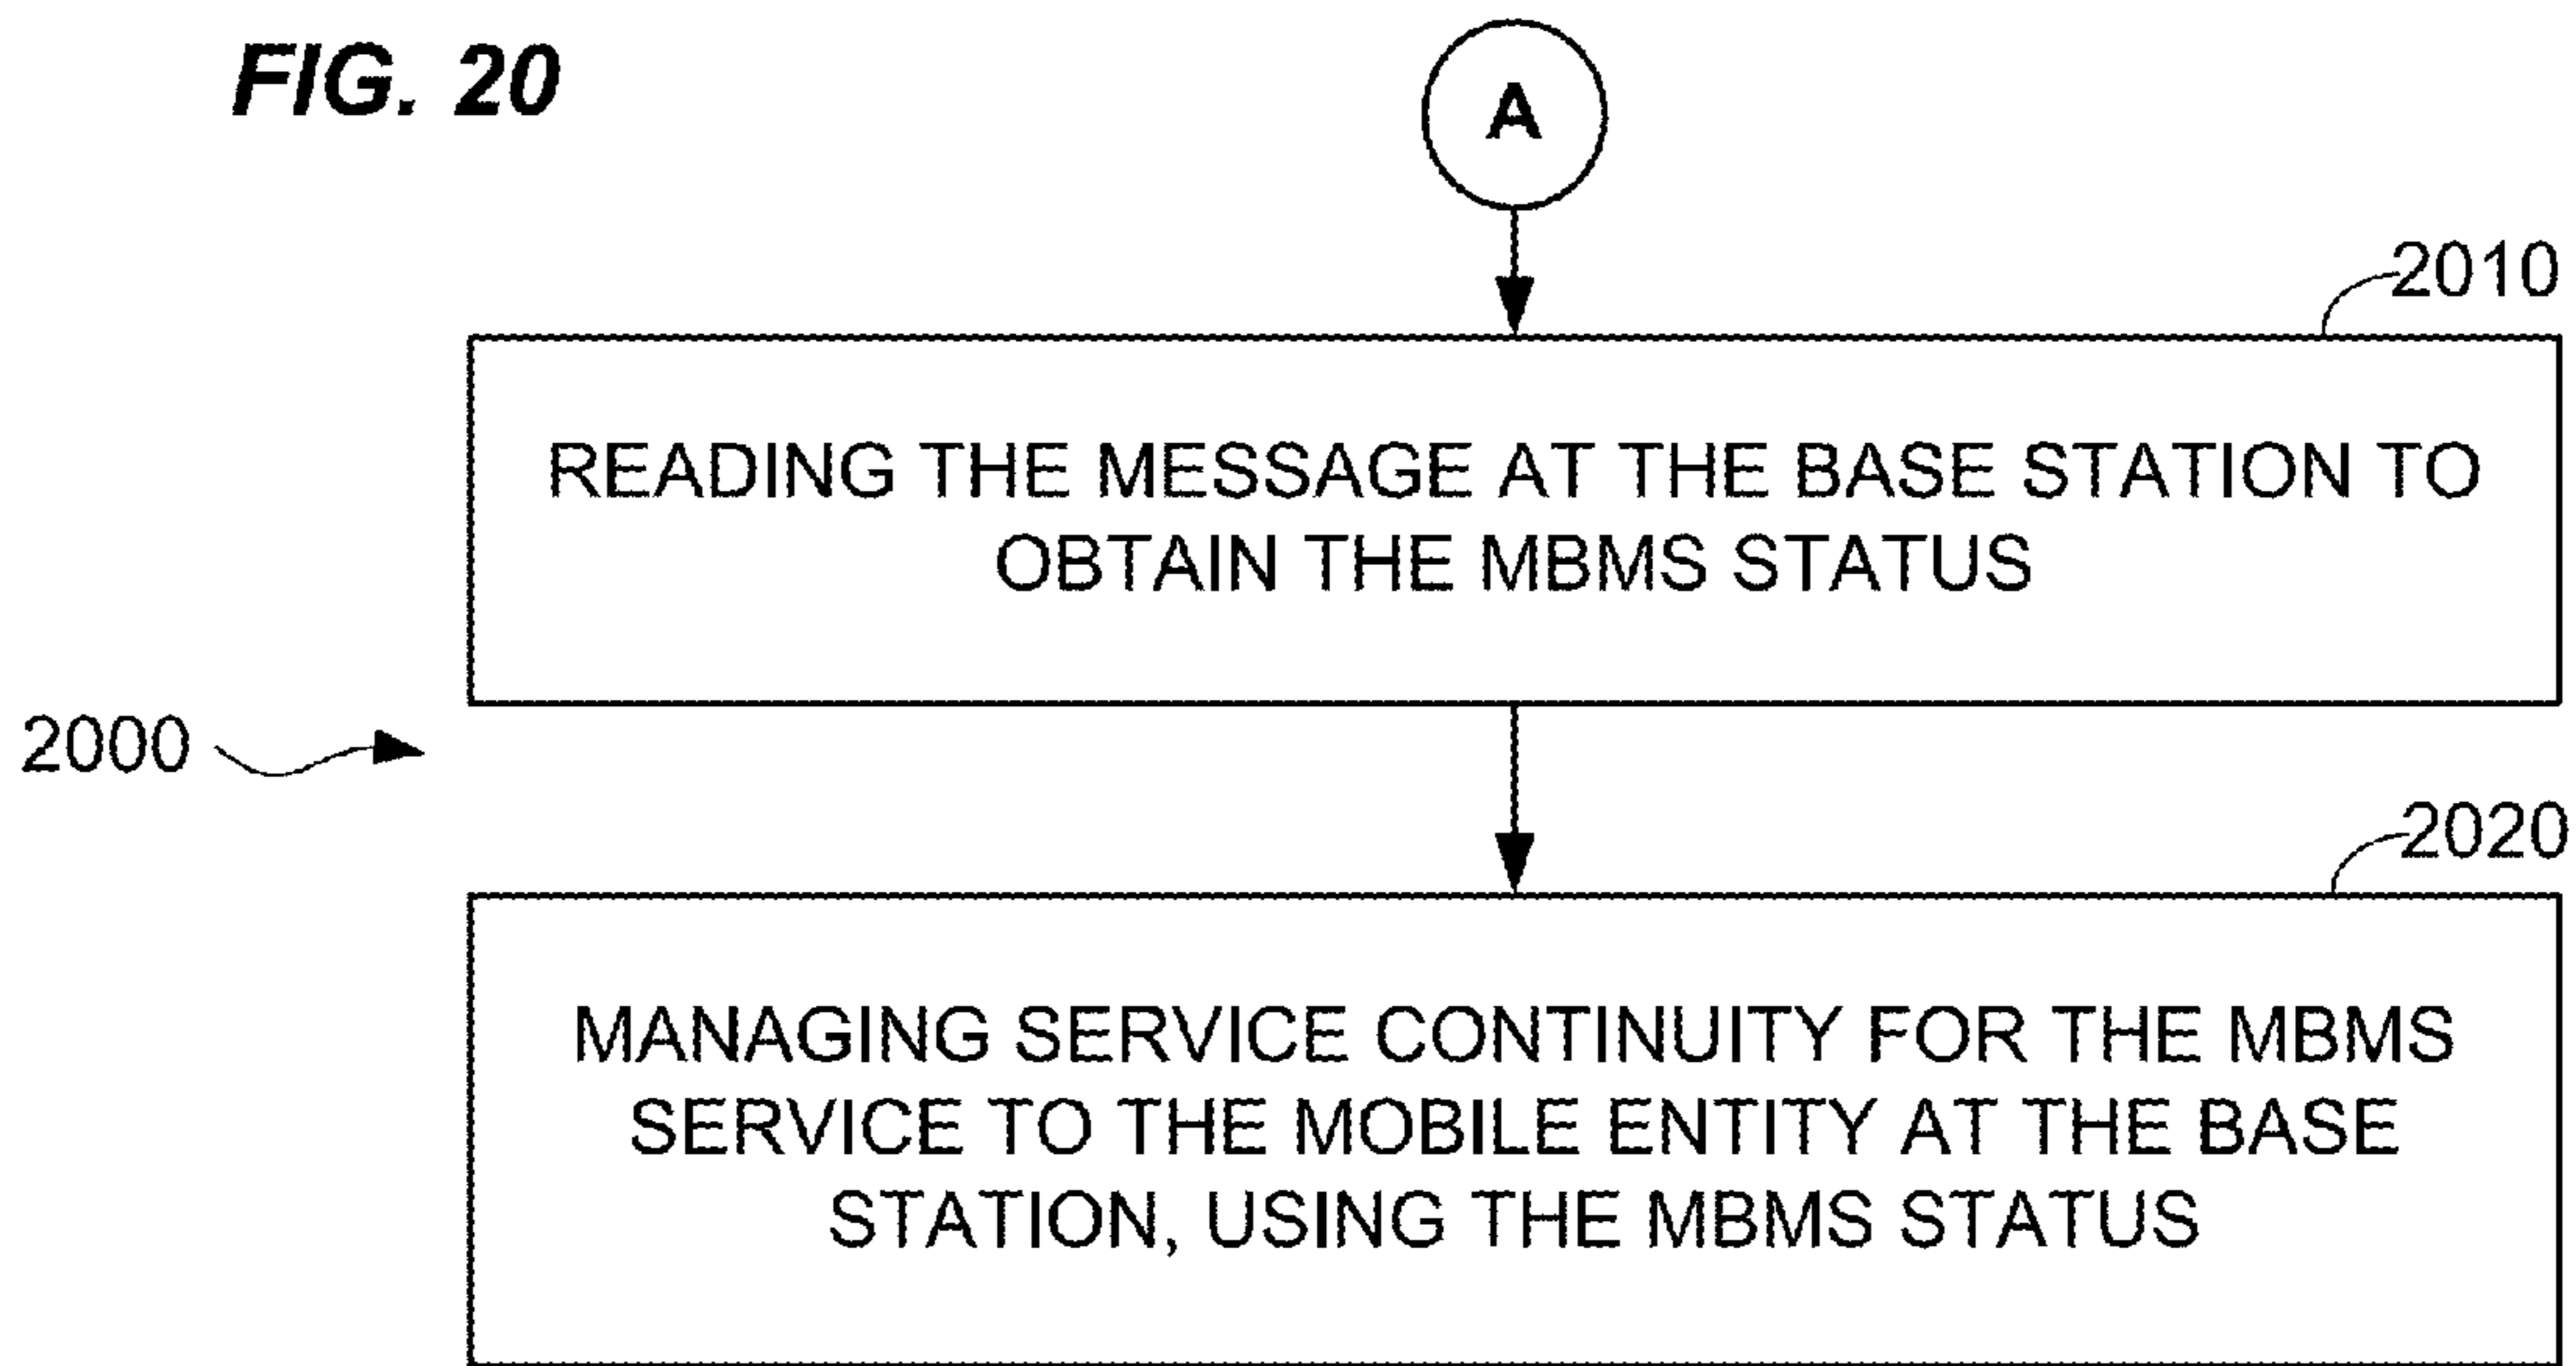 FIG. 20
A
2010
READING THE MESSAGE AT THE BASE STATION TO
OBTAIN THE MBMS STATUS
2000
2020
MANAGING SERVICE CONTINUITY FOR THE MBMS
SERVICE TO THE MOBILE ENTITY AT THE BASE
STATION, USING THE MBMS STATUS